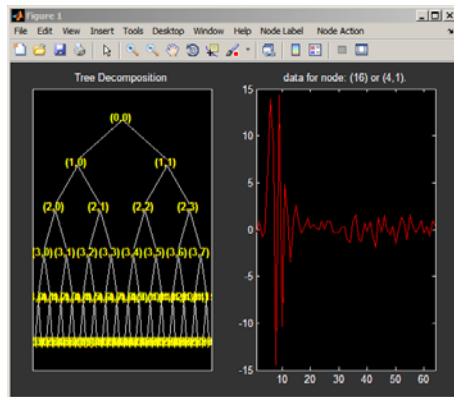 Figure 1
File Edit View Insert Tools Desktop Window Help Node Label Node Action
Tree Decomposition
data for node: (16) or (4,1).
(0,0)
(1,0) (1,1)
(2,0) (2,1) (2,2) (2,3)
(3,0) (3,1) (3,2) (3,3) (3,4) (3,5) (3,6) (3,7)
15
10
5
0
-5
-10
-15
10 20 30 40 50 60